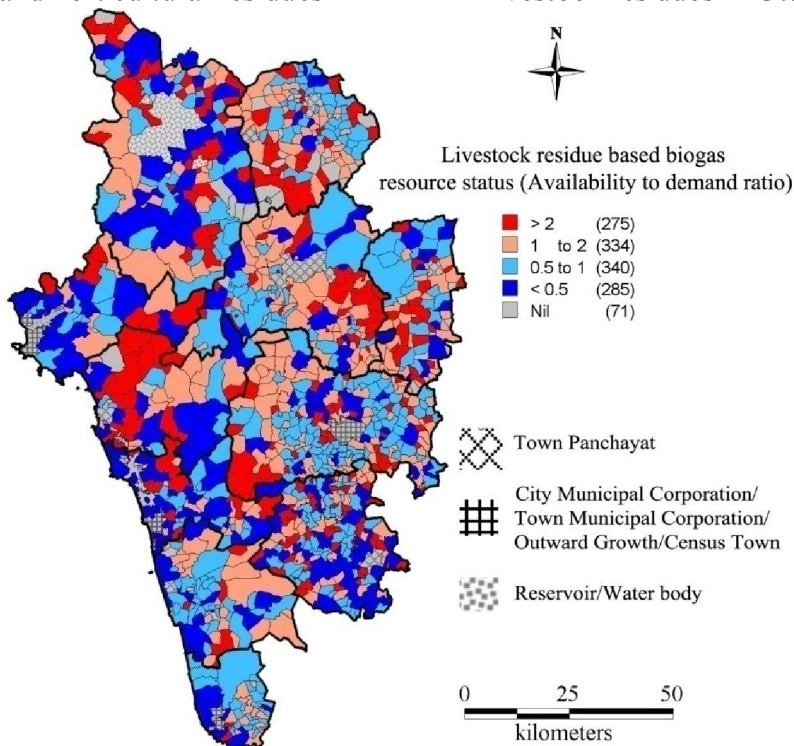 N
Livestock residue based biogas
resource status (Availability to demand ratio)
> 2 (275)
1 to 2 (334)
0.5 to 1 (340)
< 0.5 (285)
Nil (71)
Town Panchayat
City Municipal Corporation/
Town Municipal Corporation/
Outward Growth/Census Town
Reservoir/Water body
0 25 50
kilometers